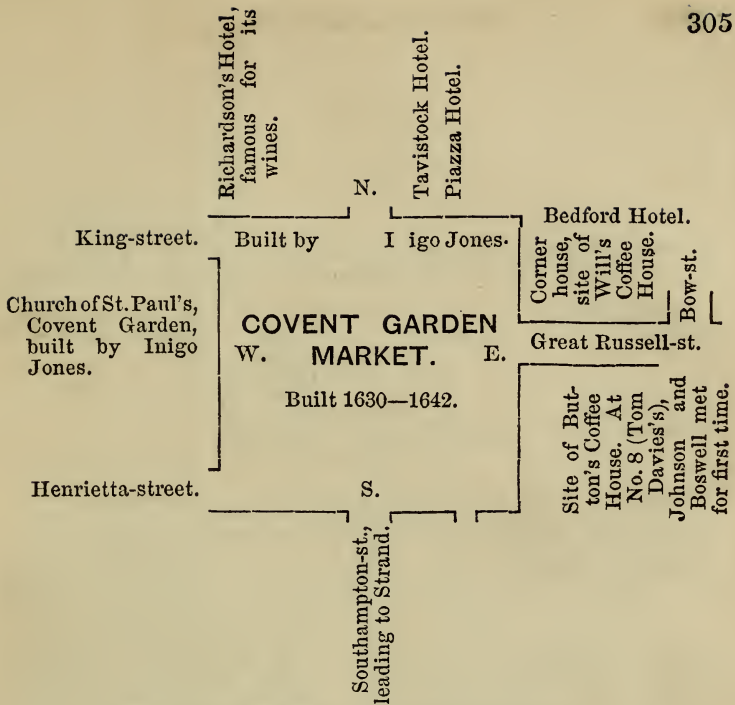 305
Richardson's Hotel,
famous for its
wines.
Tavistock Hotel.
Piazza Hotel.
N.
King-street.
Built by I igo Jones.
Bedford Hotel.
Corner
house,
site of
Will's
Coffee
House.
Bow-st.
Church of St. Paul's,
Covent Garden,
built by Inigo
Jones.
COVENT GARDEN
W. MARKET. E.
Built 1630—1642.
Great Russell-st.
Site of But-
ton's Coffee
House. At
No. 8 (Tom
Davies's),
Johnson and
Boswell met
for first time.
Henrietta-street.
S.
Southampton-st.,
leading to Strand.